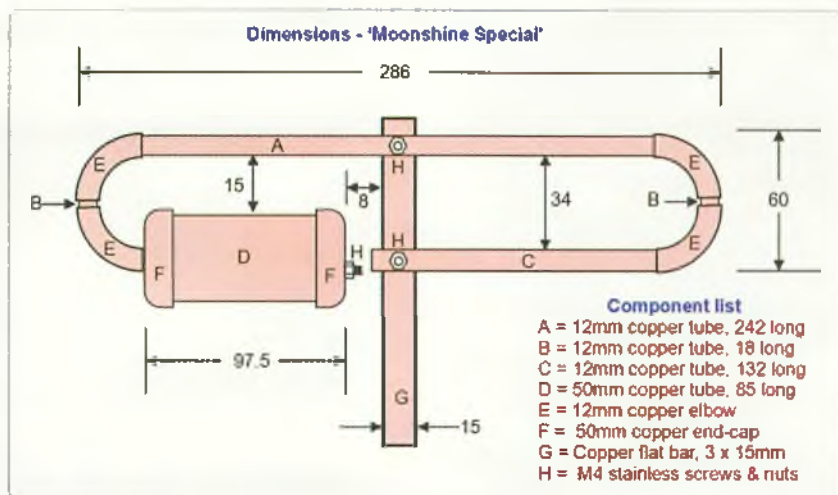 Dimensions - 'Moonshine Special'
286
E
A
H
E
B
15
8
34
B
60
E
D
H
H
E
F
F
C
97.5
G
15
Component list
A = 12mm copper tube, 242 long
B = 12mm copper tube, 18 long
C = 12mm copper tube, 132 long
D = 50mm copper tube, 85 long
E = 12mm copper elbow
F = 50mm copper end-cap
G = Copper flat bar, 3 x 15mm
H = M4 stainless screws & nuts